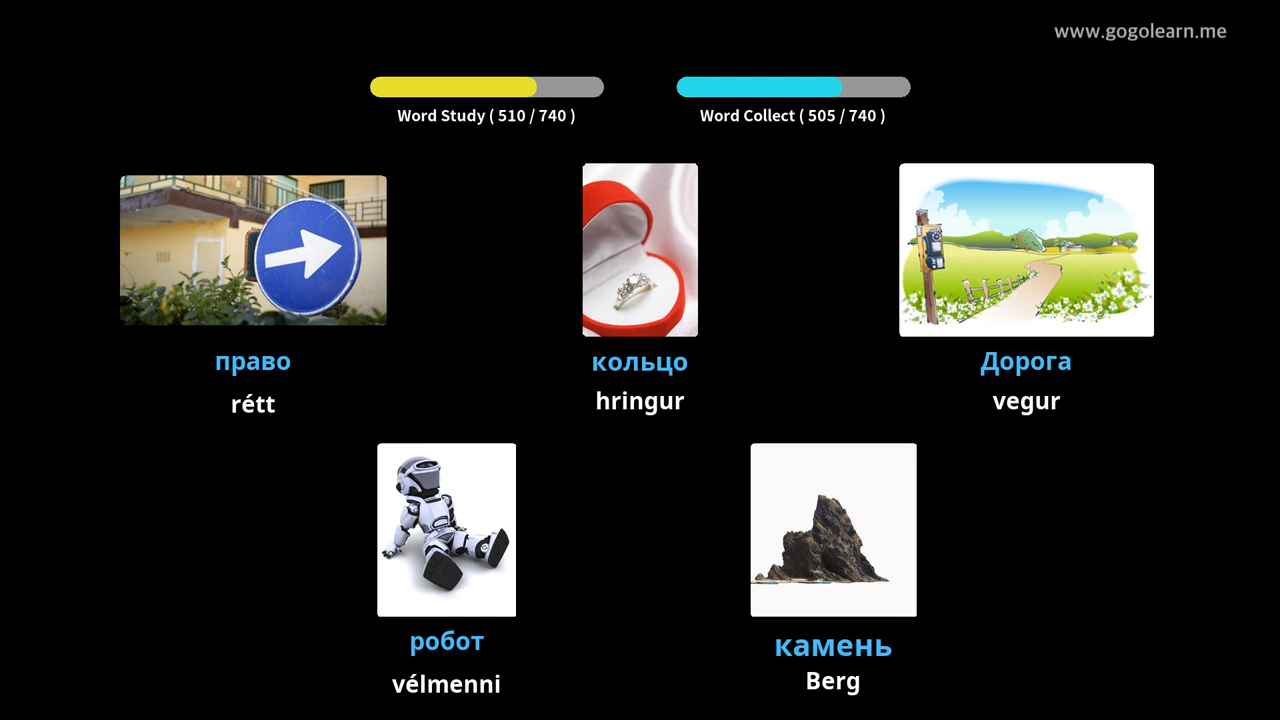 www.gogolearn.me
Word Study ( 510 / 740 )
Word Collect ( 505 / 740 )
право
rétt
кольцо
hringur
Дорога
vegur
робот
vélmenni
камень
Berg